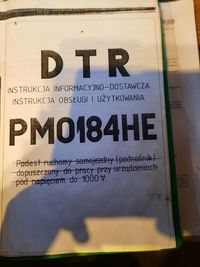 DTR
INSTRUKCJA INFORMACYJNO-DOSTAWCZA
INSTRUKCJA OBSŁUGI I UŻYTKOWANIA
PM0184HE
Podest ruchomy samojezdny (podnośnik)
dopuszczony do pracy przy urządzeniach
pod napięciem do 1000 V.